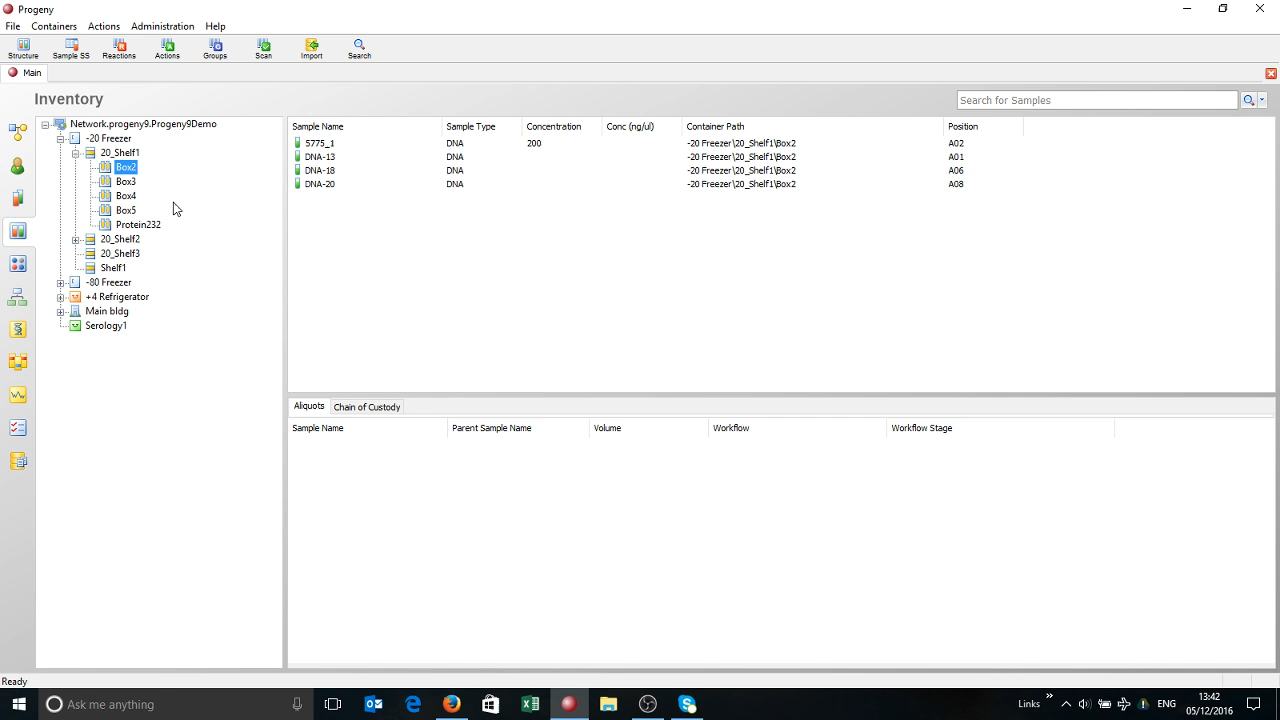 Progeny
File Containers Actions Administration Help
Structure Sample SS Reactions Actions Groups Scan Import Search
Main
Inventory
Search for Samples
Network.progeny9.Progeny9Demo
-20 Freezer
20_Shelf1
Box2
Box3
Box4
Box5
Protein232
20_Shelf2
20_Shelf3
Shelf1
-80 Freezer
+4 Refrigerator
Main bldg
Serology1
Sample Name Sample Type Concentration Conc (ng/ul) Container Path Position
5775_1 DNA 200 -20 Freezer\20_Shelf1\Box2 A02
DNA-13 DNA -20 Freezer\20_Shelf1\Box2 A01
DNA-18 DNA -20 Freezer\20_Shelf1\Box2 A06
DNA-20 DNA -20 Freezer\20_Shelf1\Box2 A08
Aliquots Chain of Custody
Sample Name Parent Sample Name Volume Workflow Workflow Stage
Ready
Ask me anything Links » ENG 13:42
05/12/2016